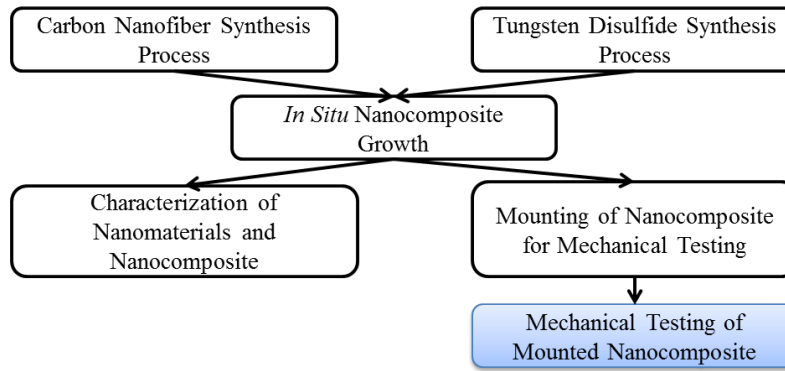 Carbon Nanofiber Synthesis
Process
Tungsten Disulfide Synthesis
Process
In Situ Nanocomposite
Growth
Characterization of
Nanomaterials and
Nanocomposite
Mounting of Nanocomposite
for Mechanical Testing
Mechanical Testing of
Mounted Nanocomposite